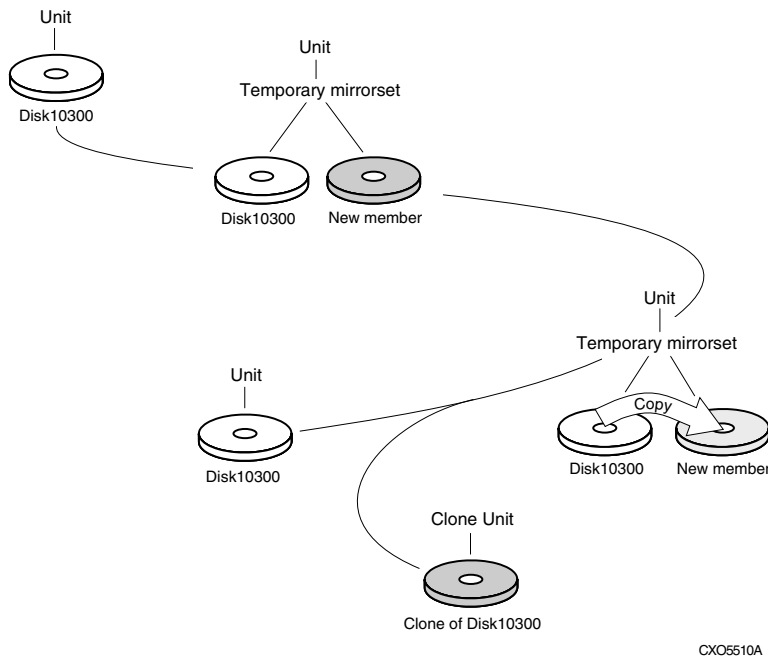 Unit
Disk10300
Unit
Temporary mirrorset
Disk10300
New member
Unit
Temporary mirrorset
Copy
Disk10300
New member
Unit
Disk10300
Clone Unit
Clone of Disk10300
CXO5510A